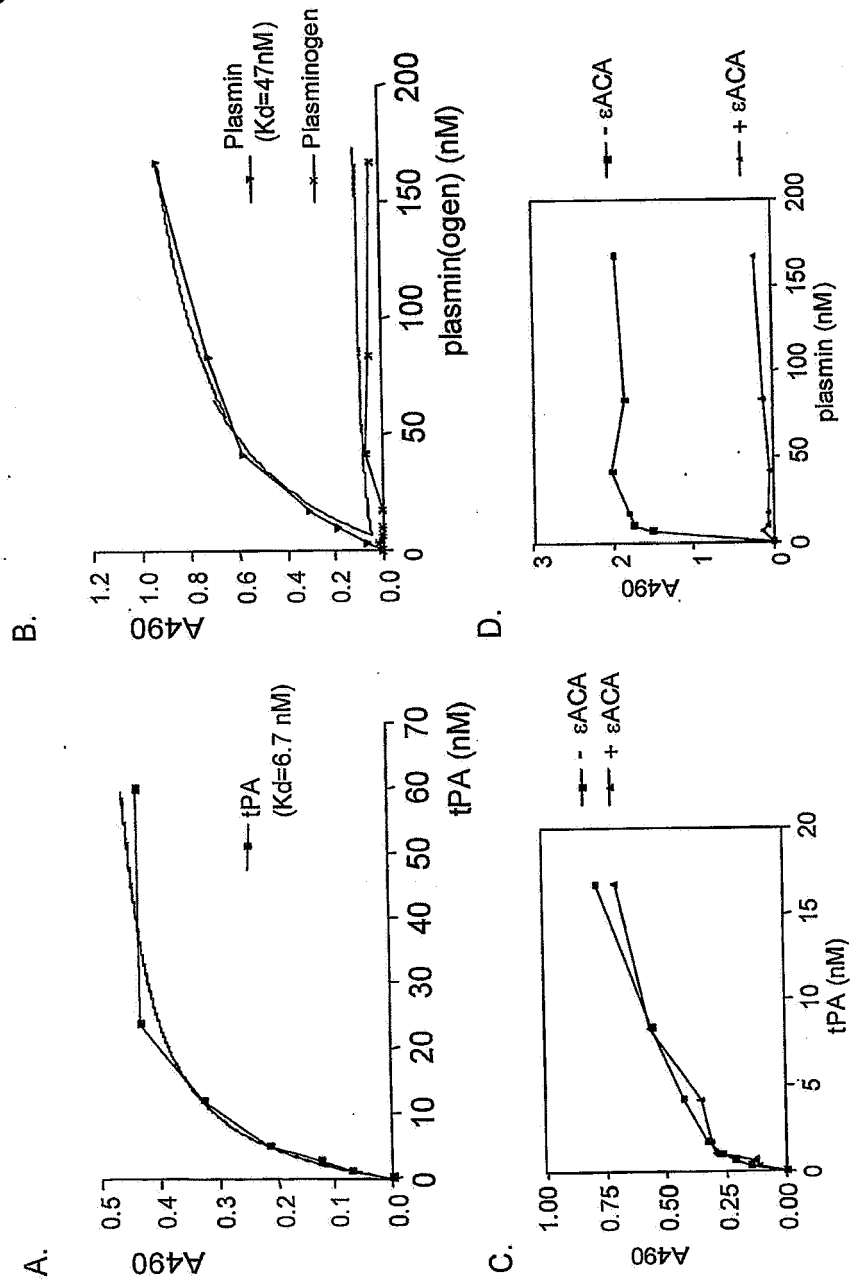 A.
0.5
0.4
0.3
0.2
0.1
0.0
A490
0
10
20
30
40
50
60
70
tPA (nM)
tPA
(Kd=6.7 nM)
B.
1.2
1.0
0.8
0.6
0.4
0.2
0.0
A490
0
50
100
150
200
plasmin(ogen) (nM)
Plasmin
(Kd=47nM)
Plasminogen
C.
1.00
0.75
0.50
0.25
0.00
A490
0
5
10
15
20
tPA (nM)
- εACA
+ εACA
D.
3
2
1
0
A490
0
50
100
150
200
plasmin (nM)
- εACA
+ εACA